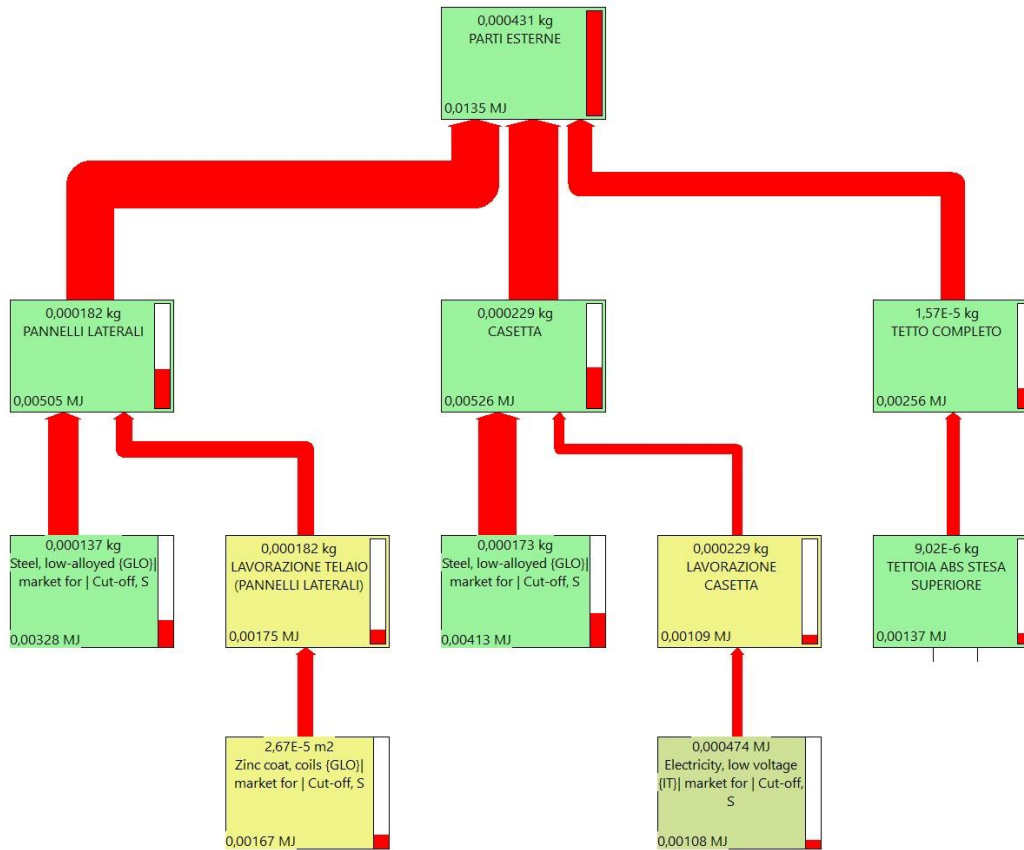 0,000431 kg
PARTI ESTERNE
0,0135 MJ
0,000182 kg
PANNELLI LATERALI
0,00505 MJ
0,000229 kg
CASETTA
0,00526 MJ
1,57E-5 kg
TETTO COMPLETO
0,00256 MJ
0,000137 kg
Steel, low-alloyed {GLO}|
market for | Cut-off, S
0,00328 MJ
0,000182 kg
LAVORAZIONE TELAIO
(PANNELLI LATERALI)
0,00175 MJ
0,000173 kg
Steel, low-alloyed {GLO}|
market for | Cut-off, S
0,00413 MJ
0,000229 kg
LAVORAZIONE
CASETTA
0,00109 MJ
9,02E-6 kg
TETTOIA ABS STESA
SUPERIORE
0,00137 MJ
2,67E-5 m2
Zinc coat, coils {GLO}|
market for | Cut-off, S
0,00167 MJ
0,000474 MJ
Electricity, low voltage
{IT}| market for | Cut-off,
S
0,00108 MJ